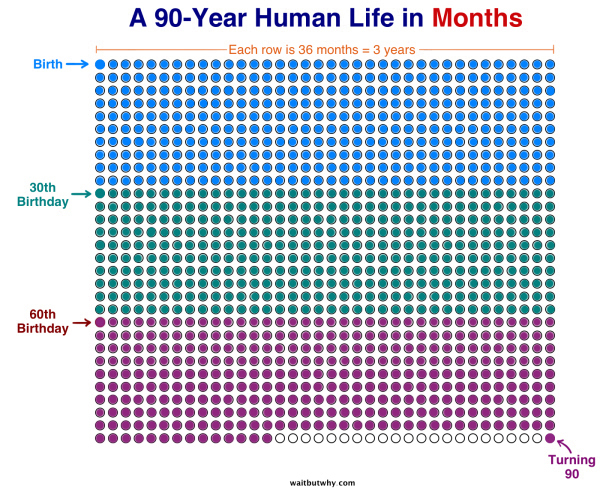 A 90-Year Human Life in Months
Each row is 36 months = 3 years
Birth
30th
Birthday
60th
Birthday
Turning
90
waitbutwhy.com